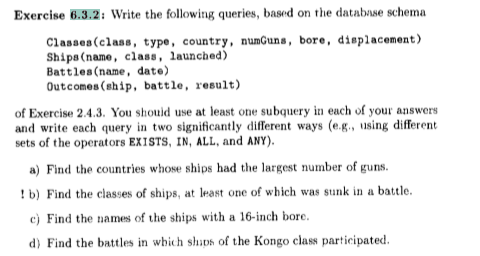 Exercise 6.3.2: Write the following queries, based on the database schema
Classes(class, type, country, numGuns, bore, displacement)
Ships(name, class, launched)
Battles(name, date)
Outcomes(ship, battle, result)
of Exercise 2.4.3. You should use at least one subquery in each of your answers
and write each query in two significantly different ways (e.g., using different
sets of the operators EXISTS, IN, ALL, and ANY).
a) Find the countries whose ships had the largest number of guns.
! b) Find the classes of ships, at least one of which was sunk in a battle.
c) Find the names of the ships with a 16-inch bore.
d) Find the battles in which ships of the Kongo class participated.